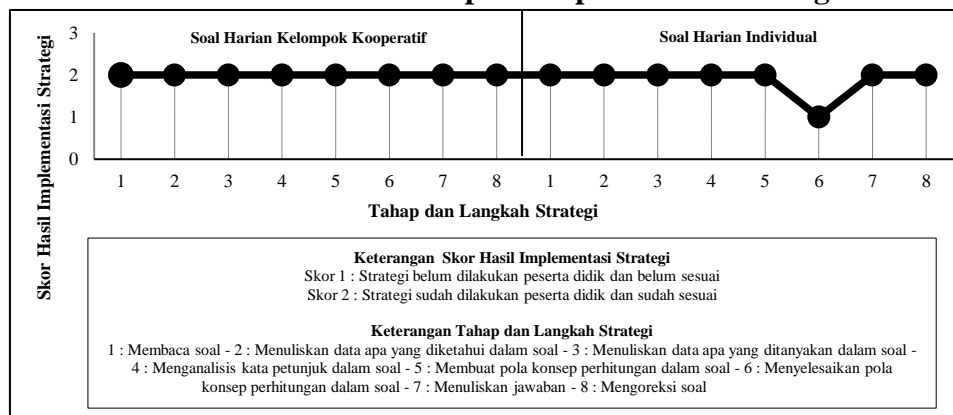 Soal Harian Kelompok Kooperatif
Soal Harian Individual
Skor Hasil Implementasi Strategi
3
2
1
0
1 2 3 4 5 6 7 8 1 2 3 4 5 6 7 8
Tahap dan Langkah Strategi
Keterangan Skor Hasil Implementasi Strategi
Skor 1 : Strategi belum dilakukan peserta didik dan belum sesuai
Skor 2 : Strategi sudah dilakukan peserta didik dan sudah sesuai
Keterangan Tahap dan Langkah Strategi
1 : Membaca soal - 2 : Menuliskan data apa yang diketahui dalam soal - 3 : Menuliskan data apa yang ditanyakan dalam soal -
4 : Menganalisis kata petunjuk dalam soal - 5 : Membuat pola konsep perhitungan dalam soal - 6 : Menyelesaikan pola
konsep perhitungan dalam soal - 7 : Menuliskan jawaban - 8 : Mengoreksi soal